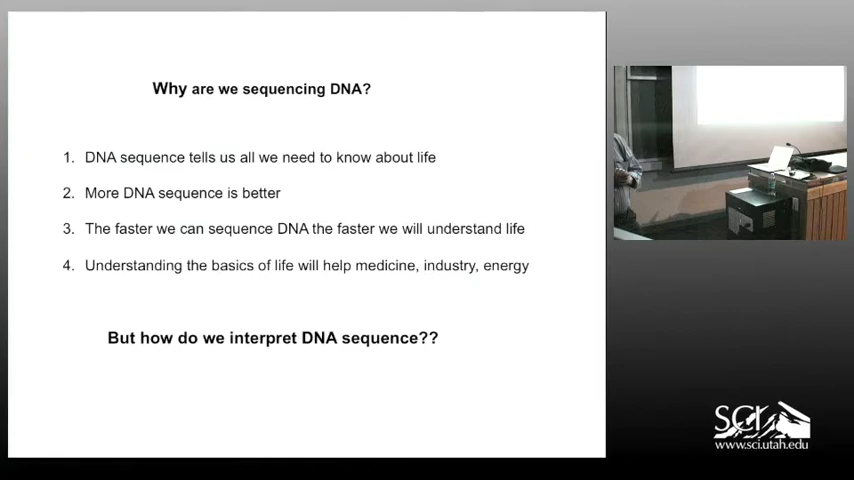 Why are we sequencing DNA?
1. DNA sequence tells us all we need to know about life
2. More DNA sequence is better
3. The faster we can sequence DNA the faster we will understand life
4. Understanding the basics of life will help medicine, industry, energy
But how do we interpret DNA sequence??
SCI
www.sci.utah.edu